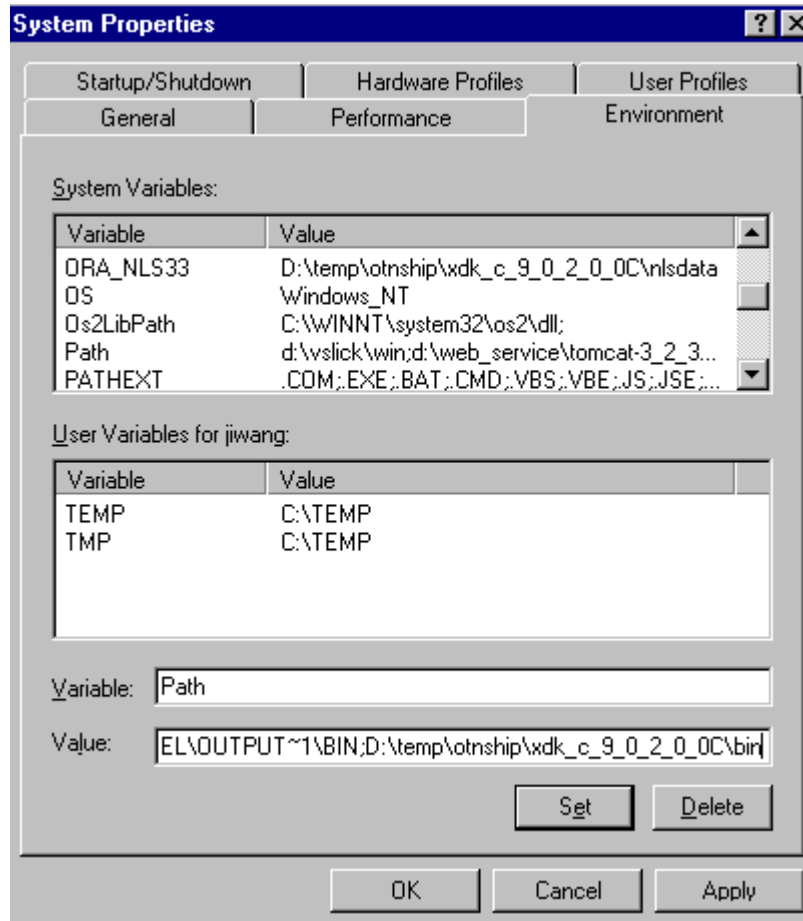 System Properties
Startup/Shutdown Hardware Profiles User Profiles
General Performance Environment
System Variables:
Variable Value
ORA_NLS33 D:\temp\otnship\xdk_c_9_0_2_0_0C\nlsdata
OS Windows_NT
Os2LibPath C:\WINNT\system32\os2\dll;
Path d:\vslick\win;d:\web_service\tomcat-3_2_3...
PATHEXT .COM;.EXE;.BAT;.CMD;.VBS;.VBE;.JS;.JSE;...
User Variables for jiwang:
Variable Value
TEMP C:\TEMP
TMP C:\TEMP
Variable: Path
Value: EL\OUTPUT~1\BIN;D:\temp\otnship\xdk_c_9_0_2_0_0C\bin
Set Delete
OK Cancel Apply